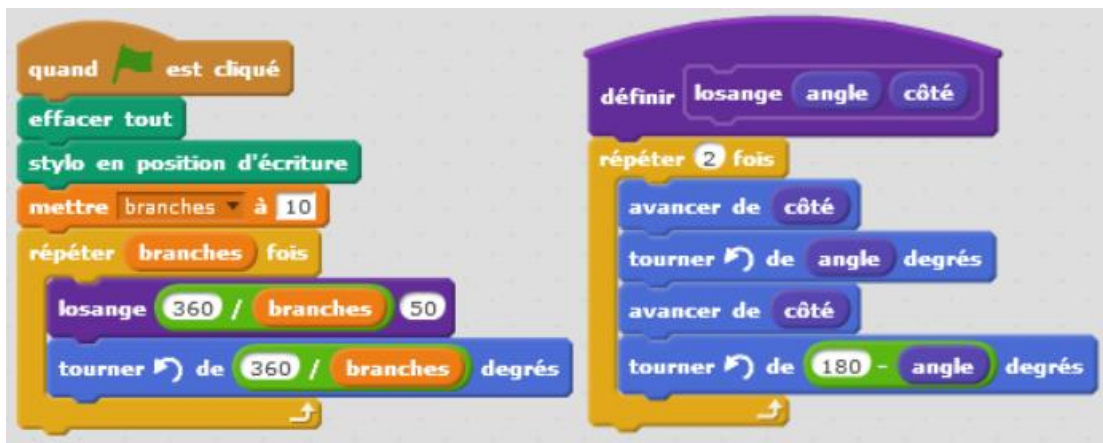 quand est cliqué
effacer tout
stylo en position d'écriture
mettre branches à 10
répéter branches fois
losange 360 / branches 50
tourner de 360 / branches degrés
définir losange angle côté
répéter 2 fois
avancer de côté
tourner de angle degrés
avancer de côté
tourner de 180 - angle degrés